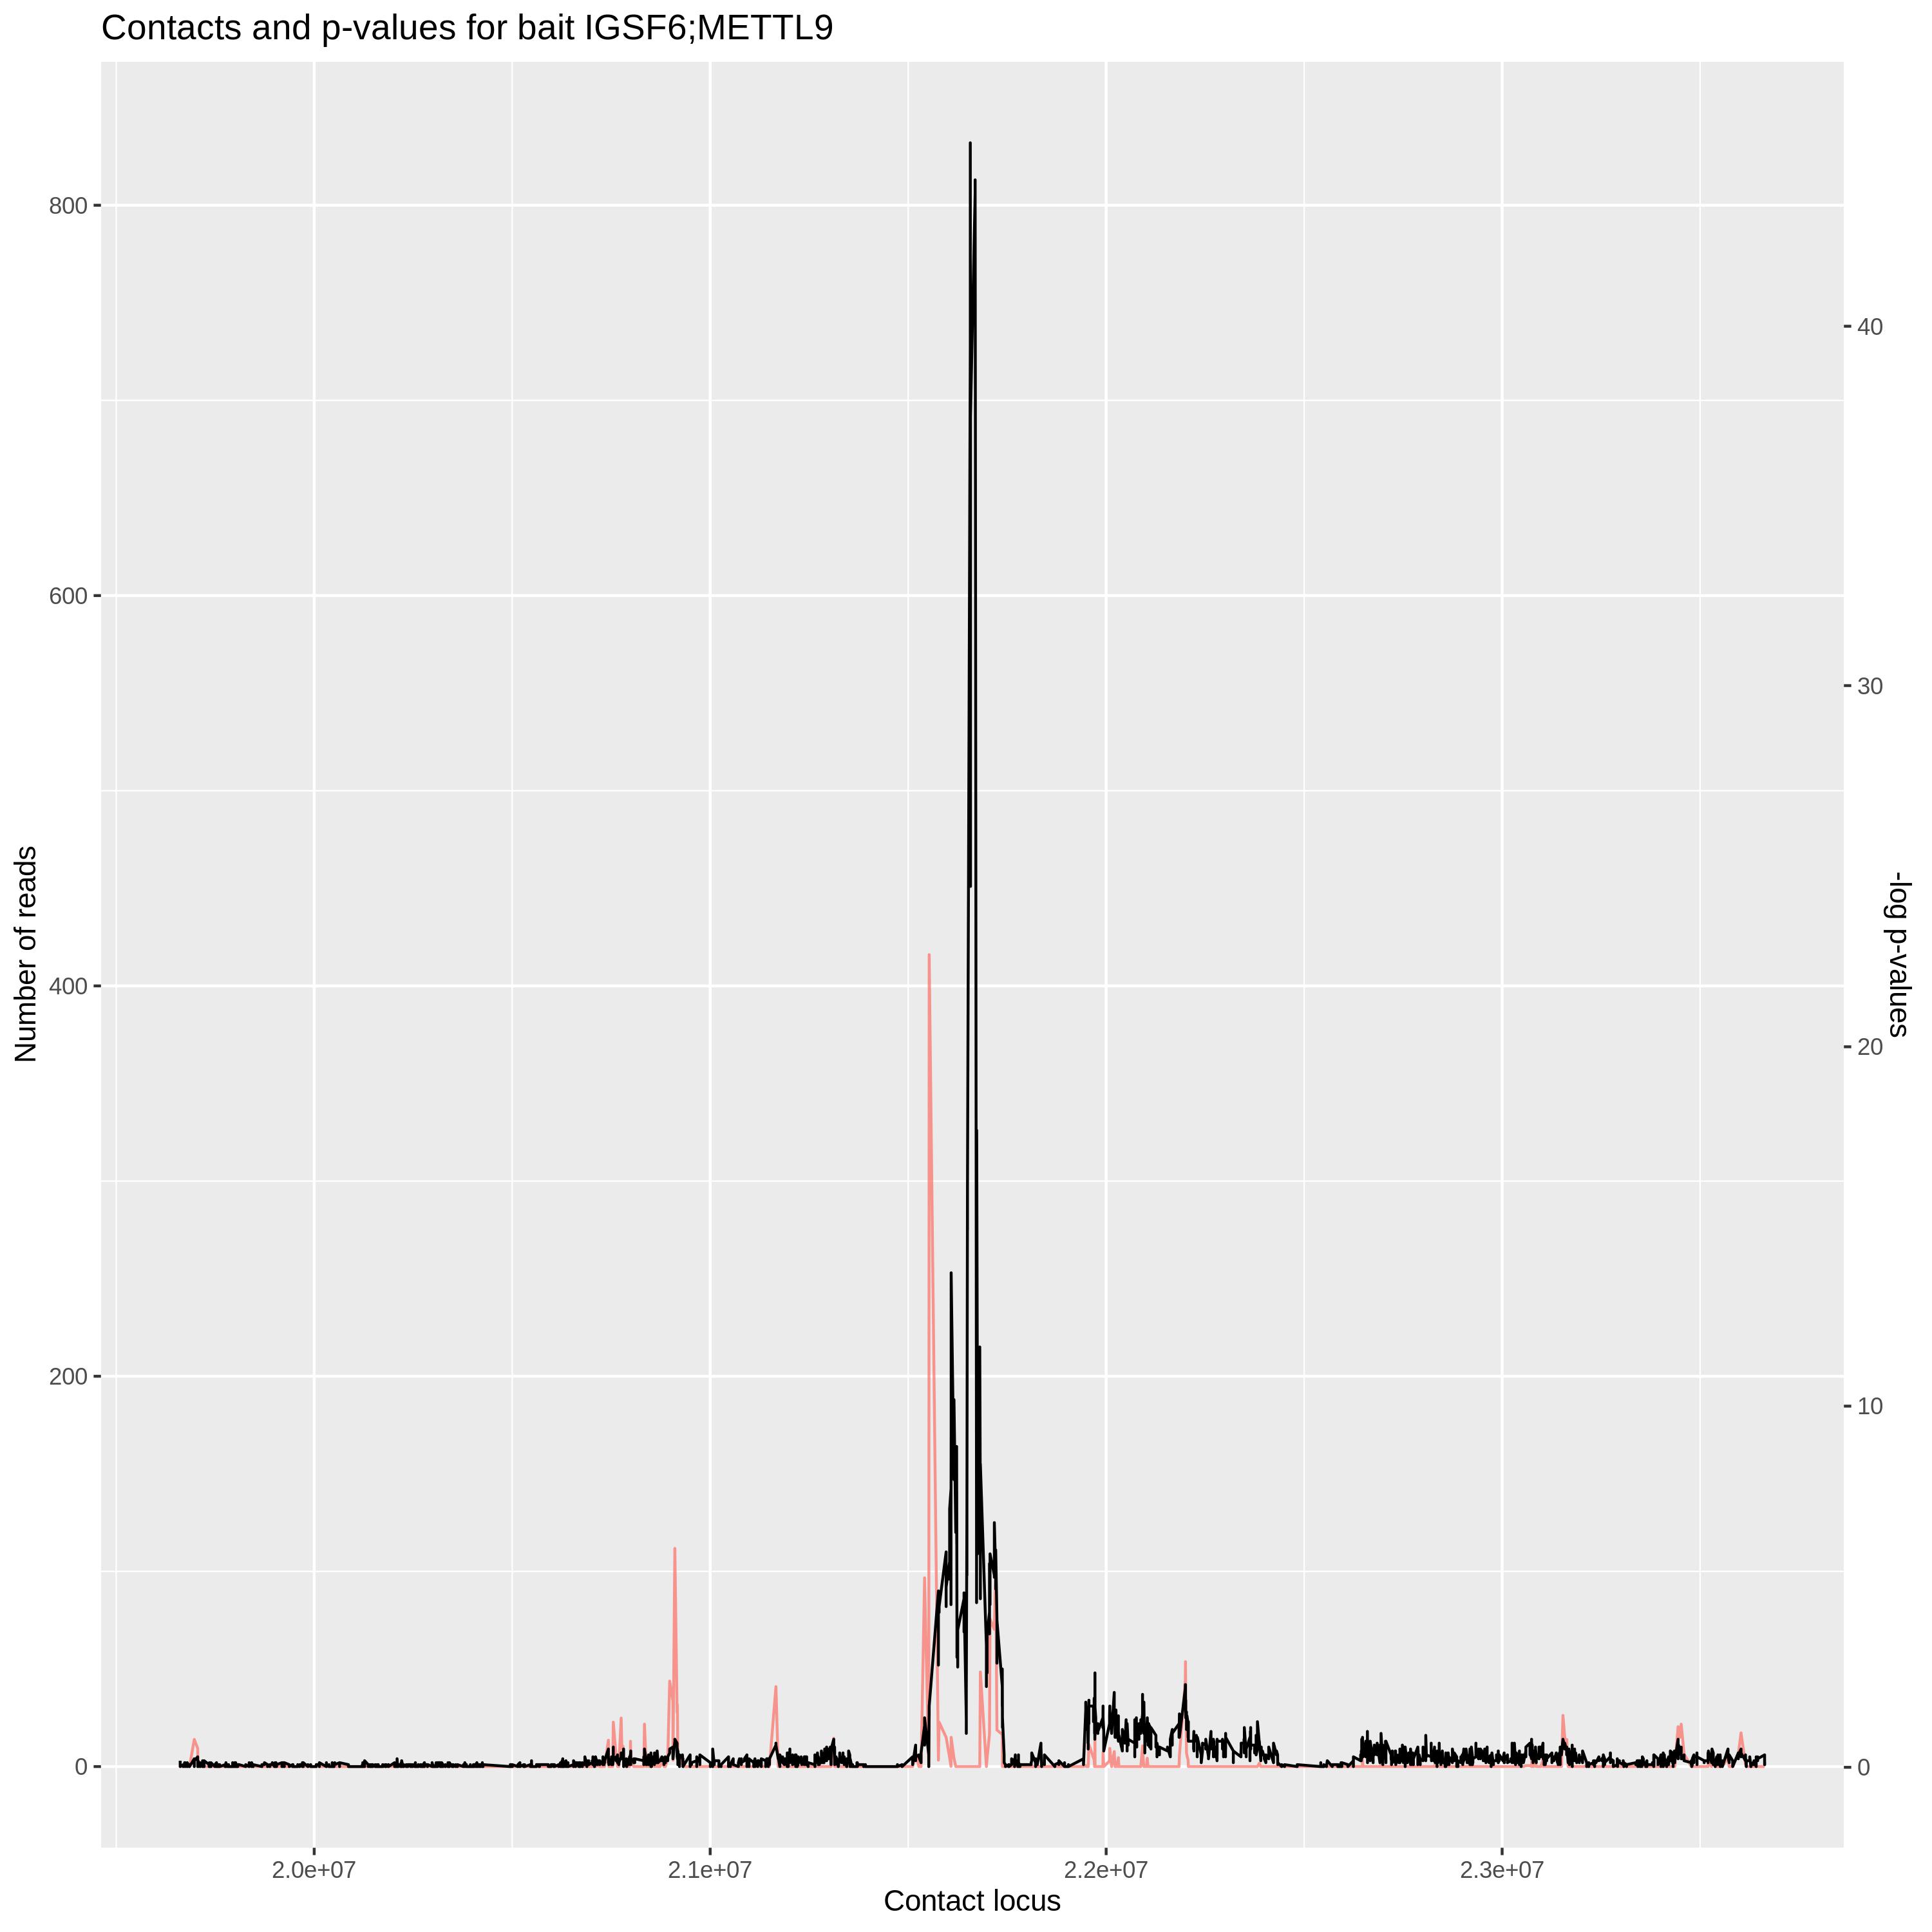 Contacts and p-values for bait IGSF6;METTL9
800
600
400
200
0
Number of reads
40
30
20
10
0
-log p-values
2.0e+07
2.1e+07
2.2e+07
2.3e+07
Contact locus